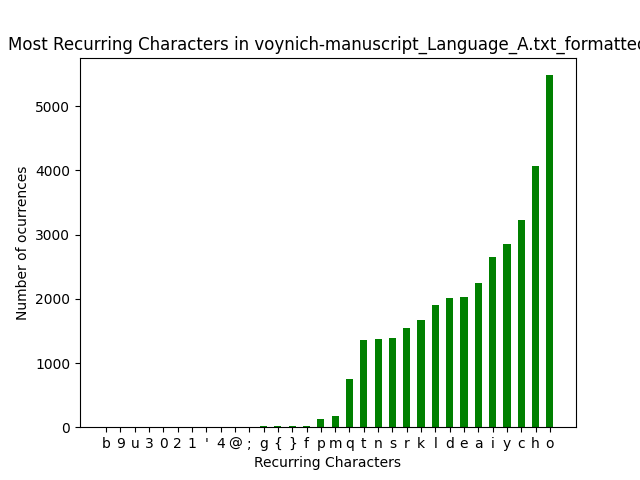 Most Recurring Characters in voynich-manuscript_Language_A.txt_formatted
5000
4000
3000
2000
1000
0
Number of ocurrences
b 9 u 3 0 2 1 ' 4 @ ; g { } f p m q t n s r k l d e a i y c h o
Recurring Characters